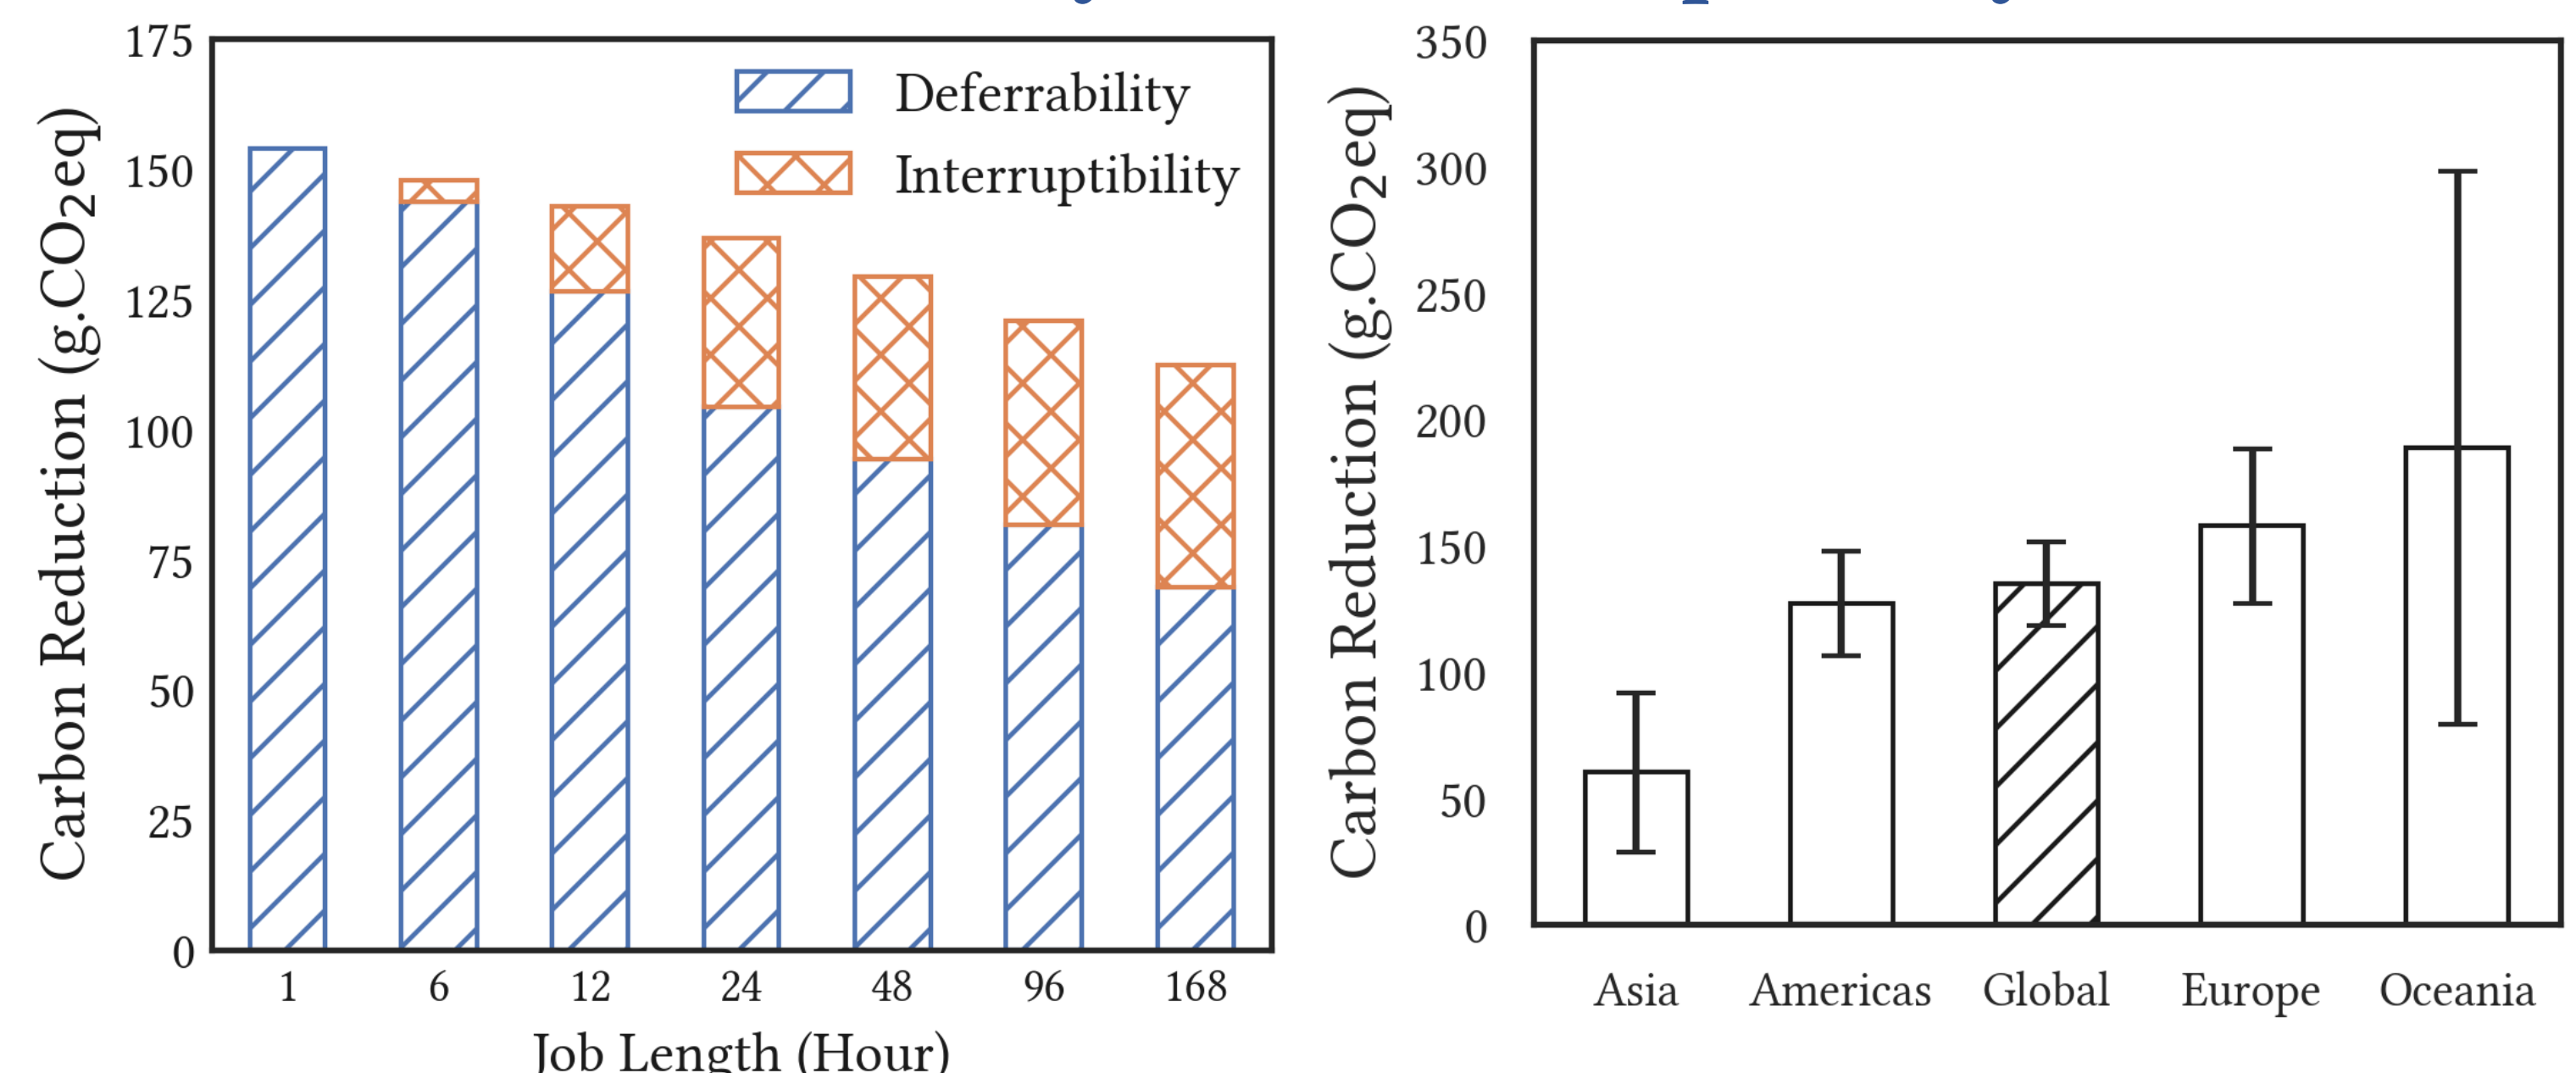 Carbon Reduction (g.CO₂eq)
175
150
125
100
75
50
25
0
Deferrability
Interruptibility
1 6 12 24 48 96 168
Job Length (Hour)
Carbon Reduction (g.CO₂eq)
350
300
250
200
150
100
50
0
Asia Americas Global Europe Oceania